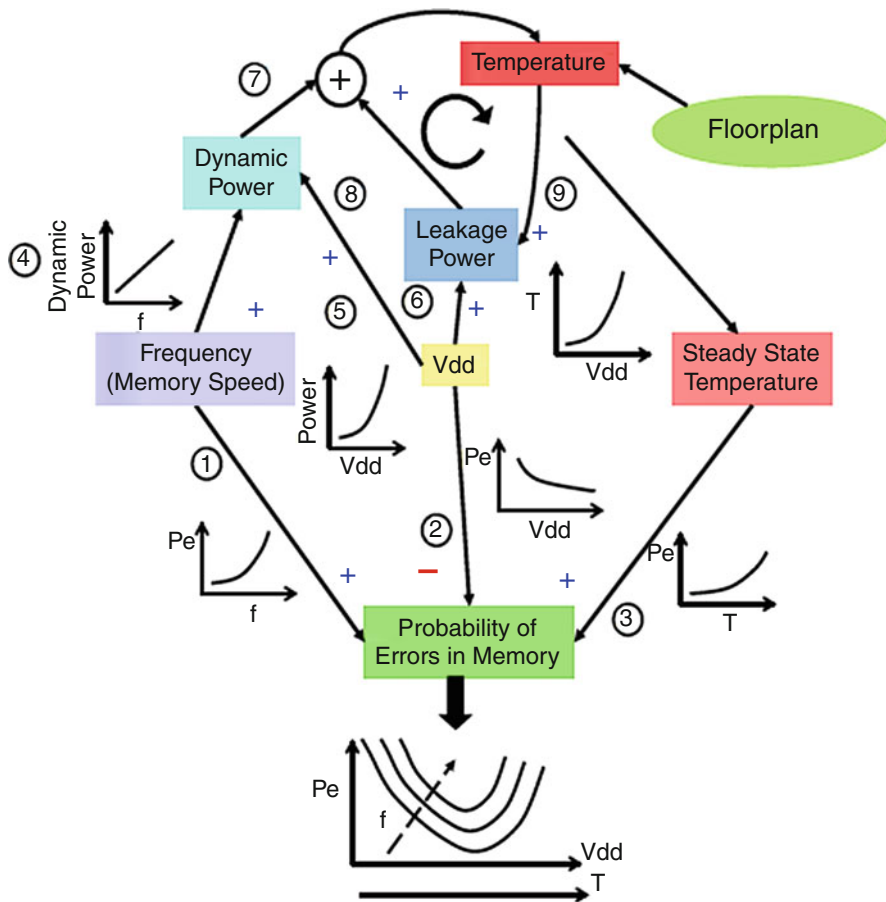 7
+
Temperature
+
Floorplan
Dynamic
Power
8
9
Leakage
Power
+
4
Dynamic
Power
f
+
+
5
6
+
T
Vdd
Frequency
(Memory Speed)
Vdd
Steady State
Temperature
Power
Vdd
1
Pe
Vdd
2
Pe
f
+
−
+
Pe
T
3
Probability of
Errors in Memory
Pe
f
Vdd
T